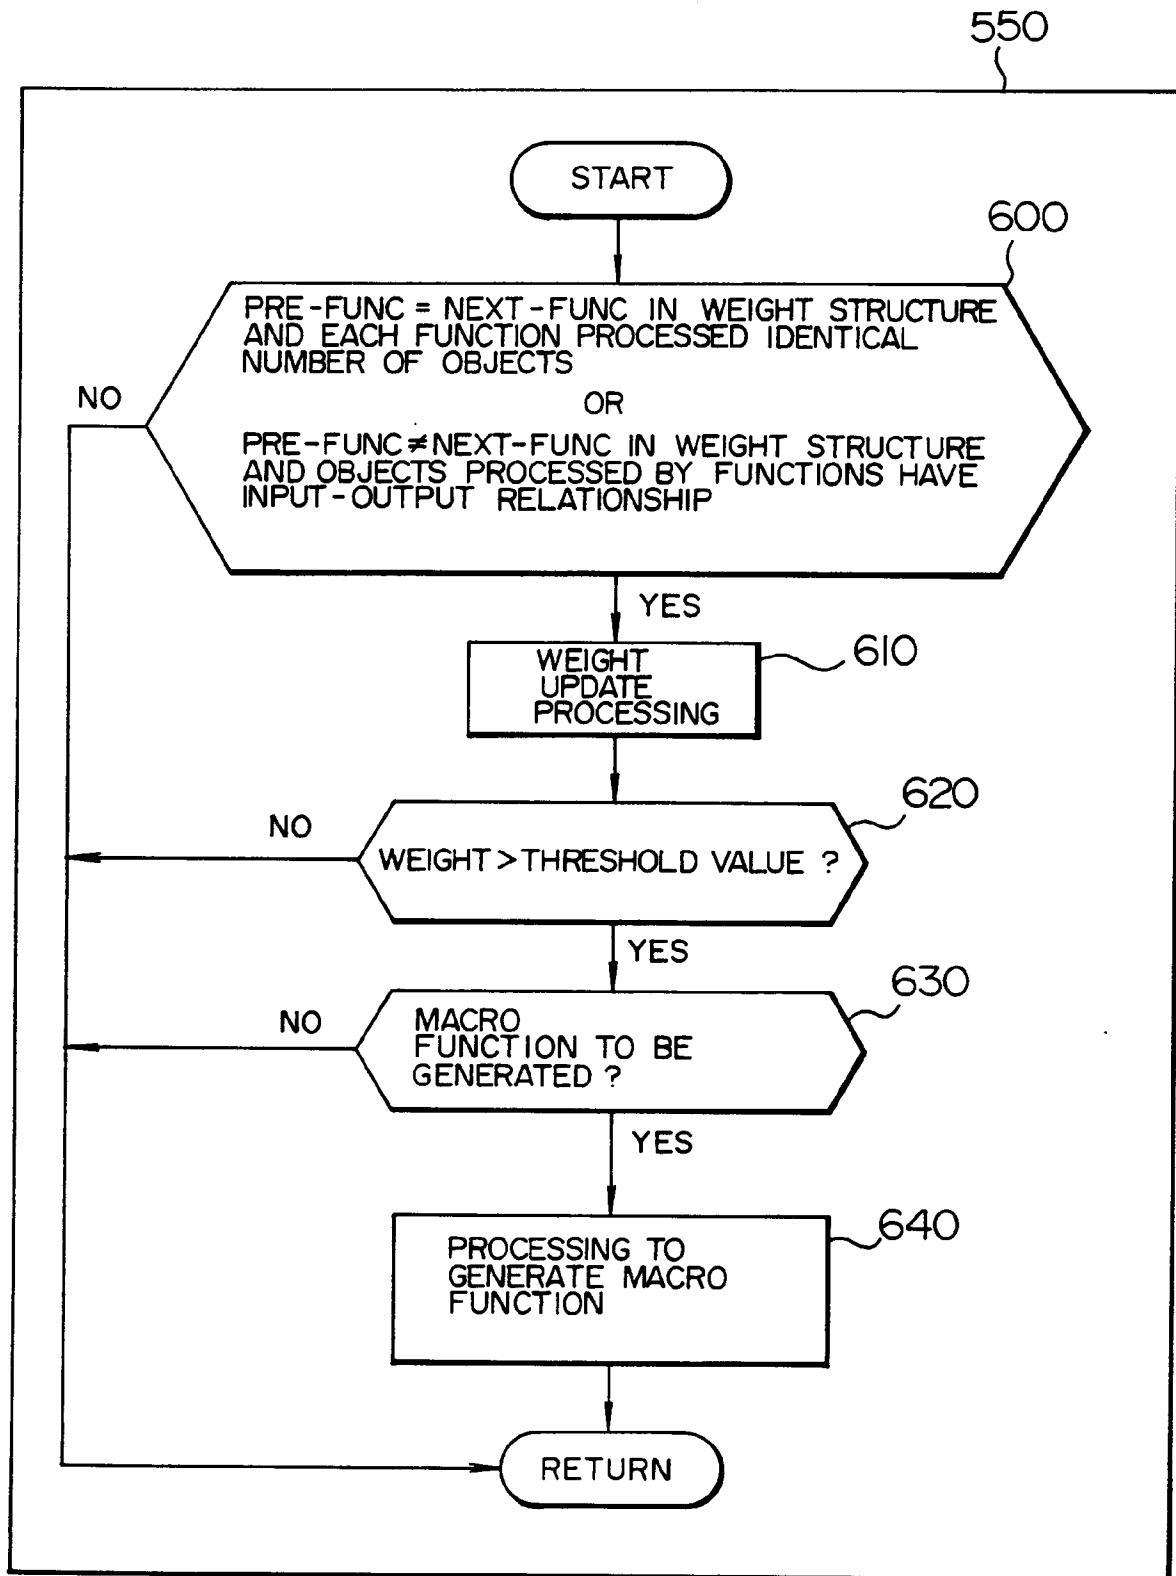 550
START
600
PRE-FUNC = NEXT-FUNC IN WEIGHT STRUCTURE
AND EACH FUNCTION PROCESSED IDENTICAL
NUMBER OF OBJECTS
NO
OR
PRE-FUNC≠NEXT-FUNC IN WEIGHT STRUCTURE
AND OBJECTS PROCESSED BY FUNCTIONS HAVE
INPUT-OUTPUT RELATIONSHIP
YES
610
WEIGHT
UPDATE
PROCESSING
620
NO
WEIGHT>THRESHOLD VALUE ?
YES
630
NO
MACRO
FUNCTION TO BE
GENERATED ?
YES
640
PROCESSING TO
GENERATE MACRO
FUNCTION
RETURN